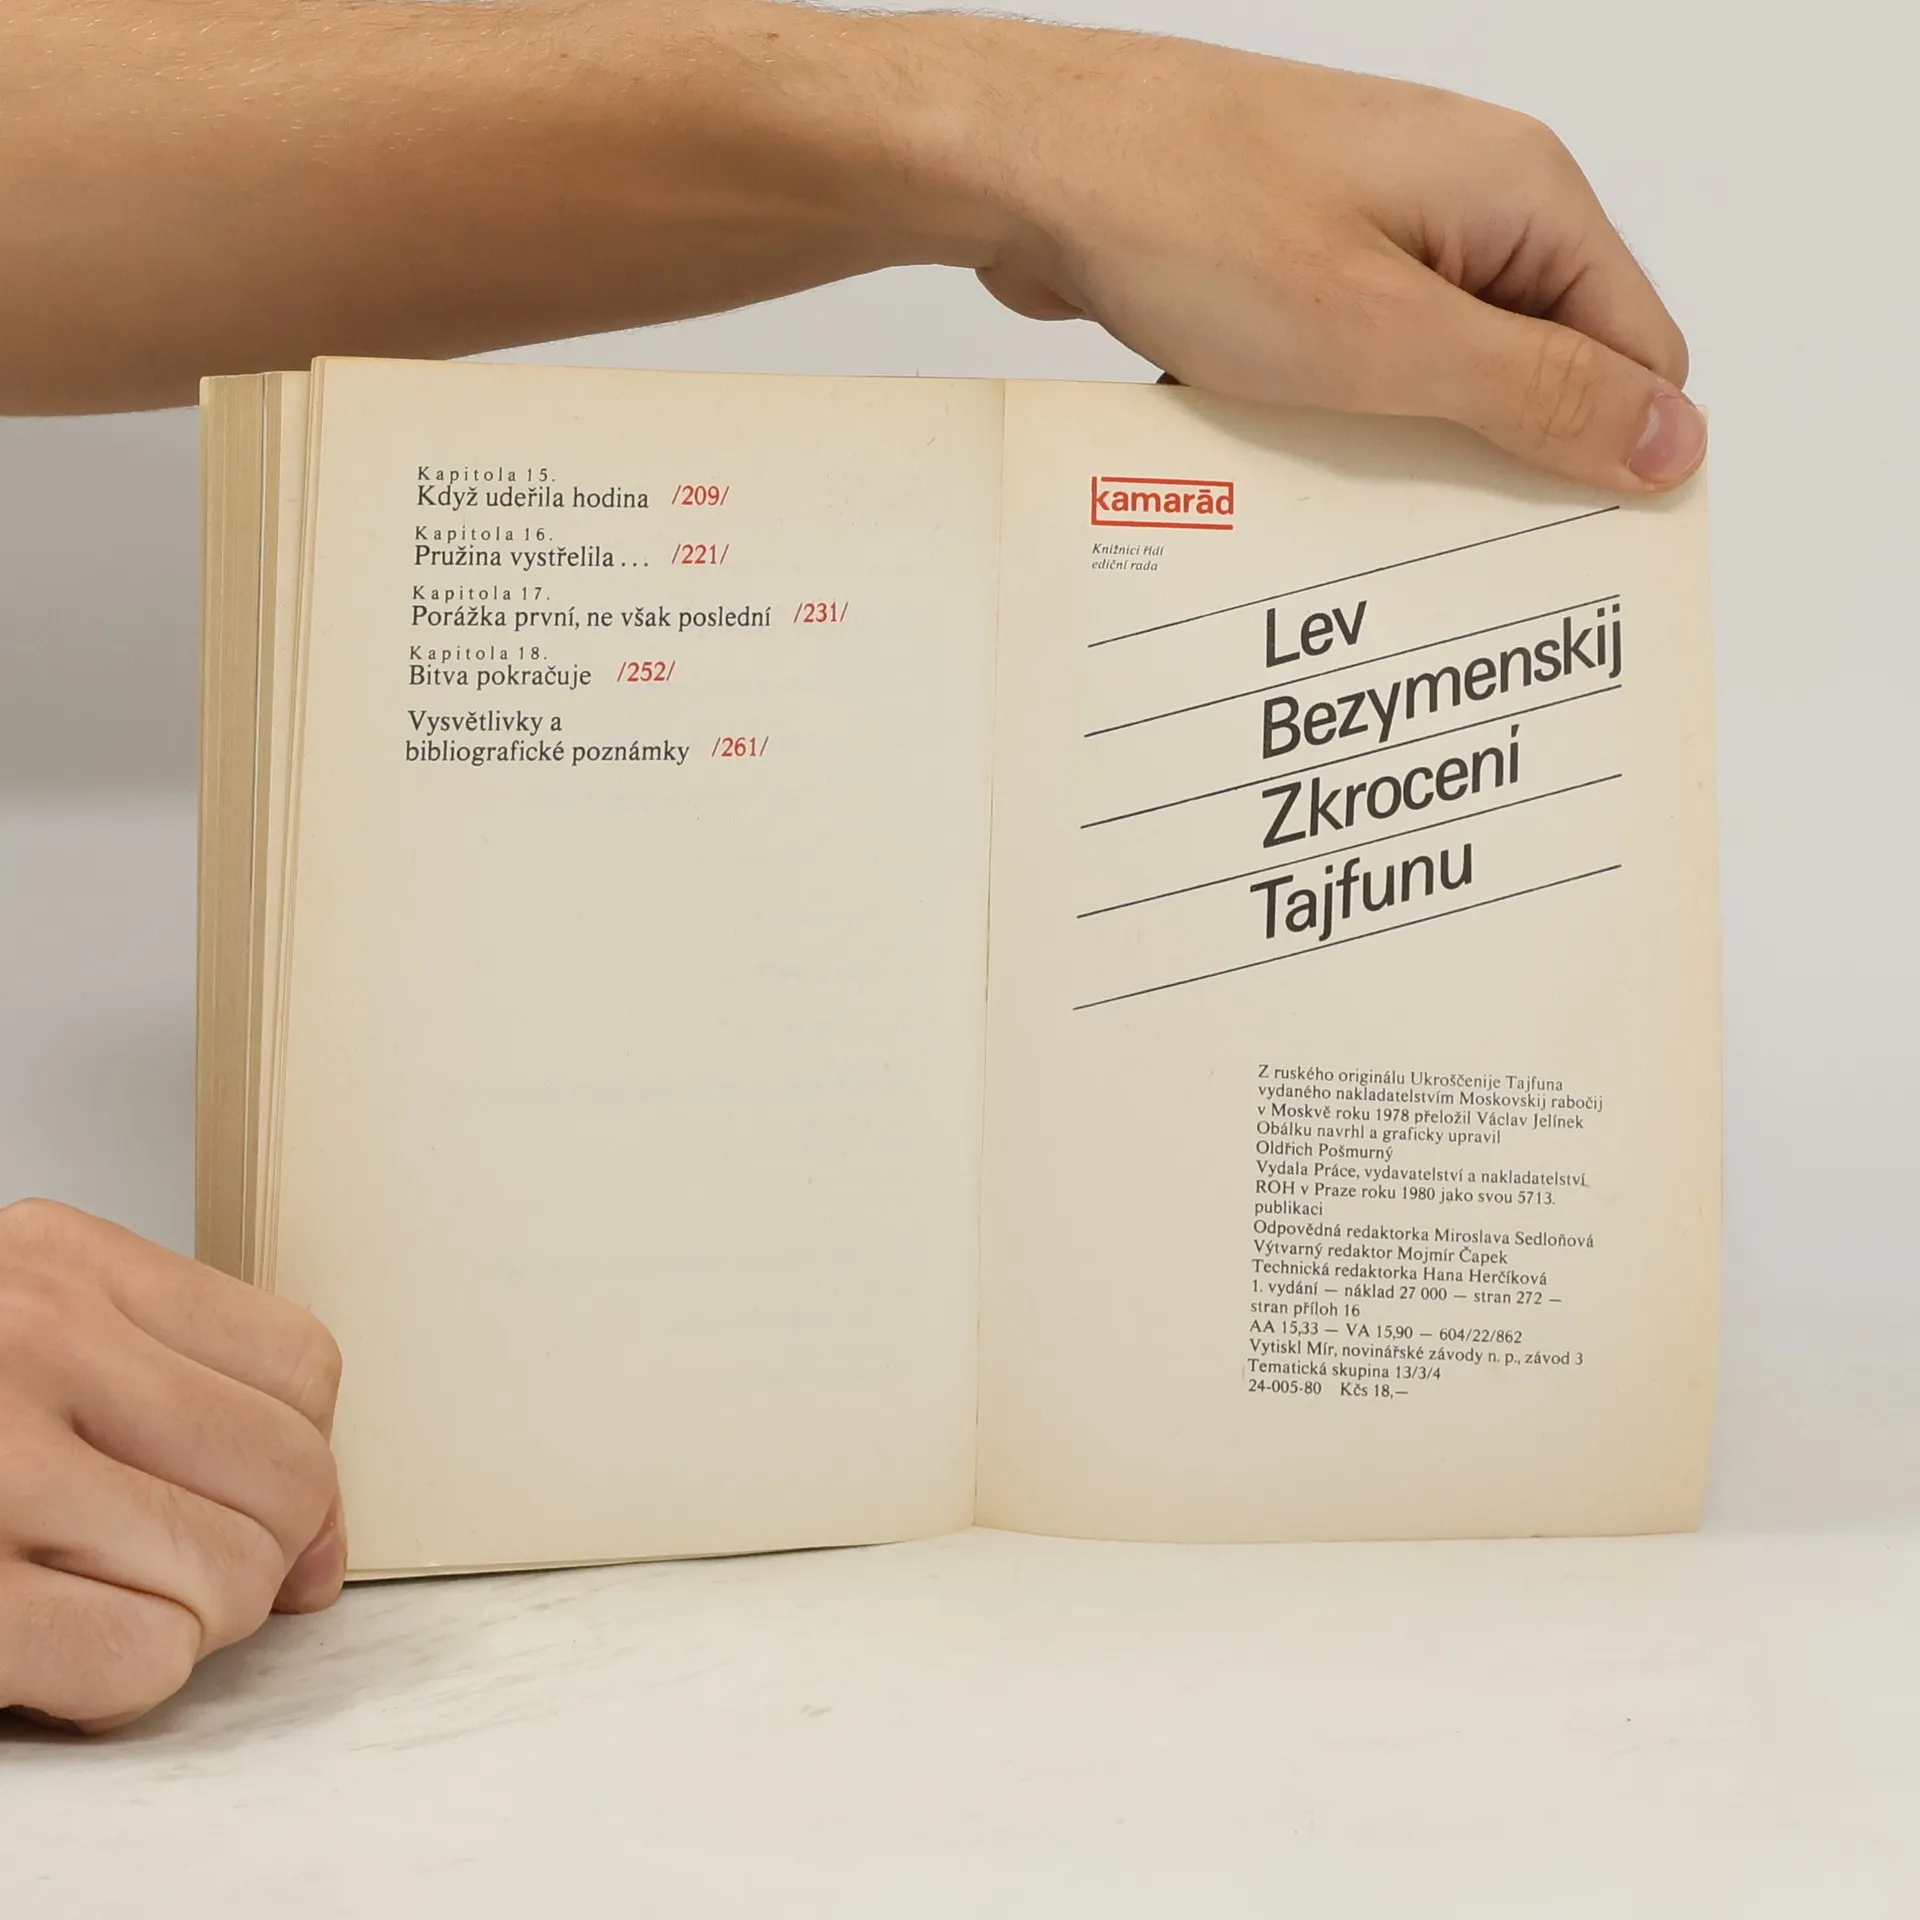 Kapitola 15.
Když udeřila hodina /209/
Kapitola 16.
Pružina vystřelila... /221/
Kapitola 17.
Porážka první, ne však poslední /231/
Kapitola 18.
Bitva pokračuje /252/
Vysvětlivky a
bibliografické poznámky /261/
kamarád
Knižnici řídí
ediční rada
Lev
Bezymenskij
Zkrocení
Tajfunu
Z ruského originálu Ukroščenije Tajfuna
vydaného nakladatelstvím Moskovskij rabočij
v Moskvě roku 1978 přeložil Václav Jelínek
Obálku navrhl a graficky upravil
Oldřich Pošmurný
Vydala Práce, vydavatelství a nakladatelství
ROH v Praze roku 1980 jako svou 5713.
publikaci
Odpovědná redaktorka Miroslava Sedloňová
Výtvarný redaktor Mojmír Čapek
Technická redaktorka Hana Herčíková
1. vydání — náklad 27 000 — stran 272 —
stran příloh 16
AA 15,33 — VA 15,90 — 604/22/862
Vytiskl Mír, novinářské závody n. p., závod 3
Tematická skupina 13/3/4
24-005-80 Kčs 18,—